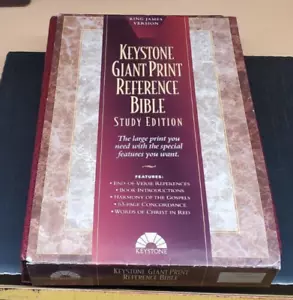 KING JAMES
VERSION
KEYSTONE
GIANT PRINT
REFERENCE
BIBLE
STUDY EDITION
The large print you
need with the special
features you want.
FEATURES:
• END-OF-VERSE REFERENCES
• BOOK INTRODUCTIONS
• HARMONY OF THE GOSPELS
• 63-PAGE CONCORDANCE
• WORDS OF CHRIST IN RED
KEYSTONE
KEYSTONE GIANT PRINT
REFERENCE BIBLE